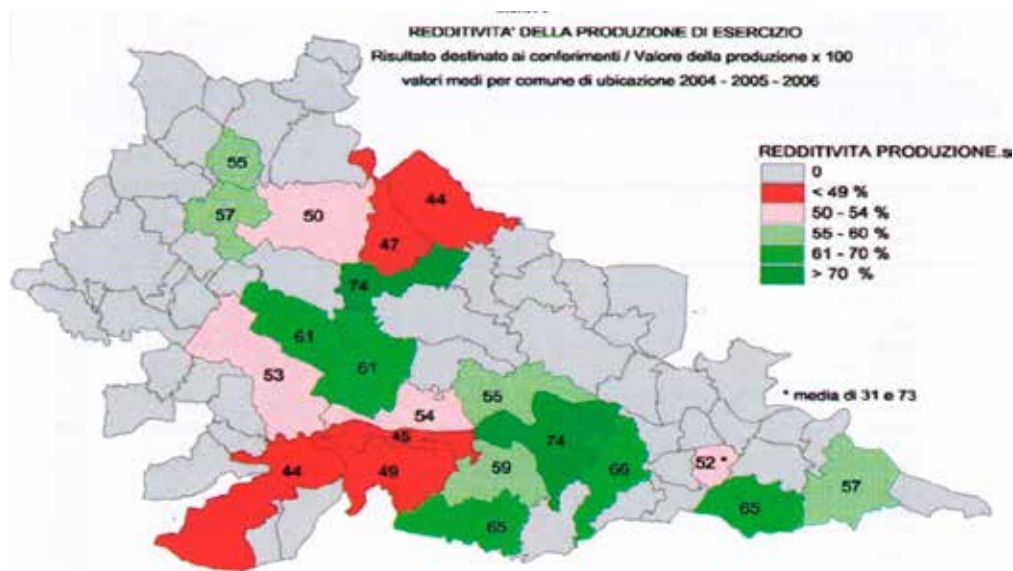 REDDITIVITA' DELLA PRODUZIONE DI ESERCIZIO
Risultato destinato ai conferimenti / Valore della produzione x 100
valori medi per comune di ubicazione 2004 - 2005 - 2006
REDDITIVITA PRODUZIONE.s
0
< 49 %
50 - 54 %
55 - 60 %
61 - 70 %
> 70 %
55
57
50
44
47
74
61
61
53
54
55
* media di 31 e 73
45
44
49
59
74
66
52 *
57
65
65